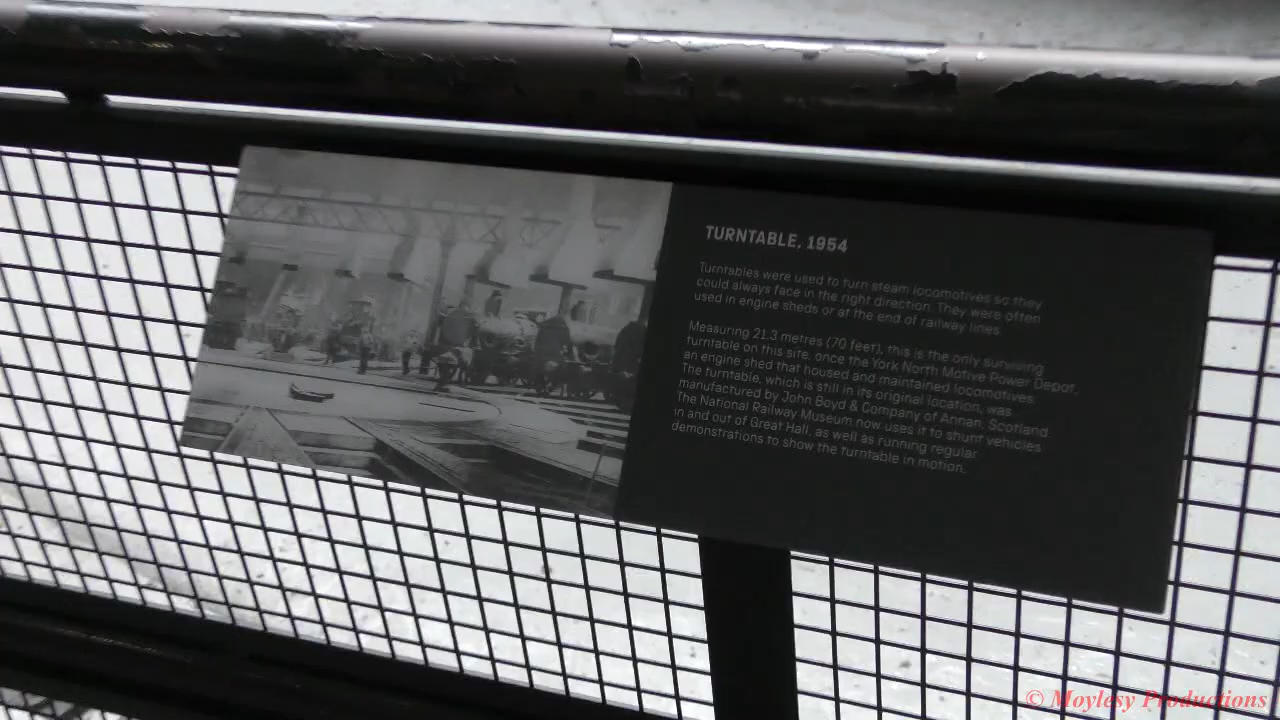 TURNTABLE, 1954
Turntables were used to turn steam locomotives so they
could always face in the right direction. They were often
used in engine sheds or at the end of railway lines.
Measuring 21.3 metres (70 feet), this is the only surviving
turntable on this site, once the York North Motive Power Depot,
an engine shed that housed and maintained locomotives.
The turntable, which is still in its original location, was
manufactured by John Boyd & Company of Annan, Scotland.
The National Railway Museum now uses it to shunt vehicles
in and out of Great Hall, as well as running regular
demonstrations to show the turntable in motion.
© Moylesy Productions